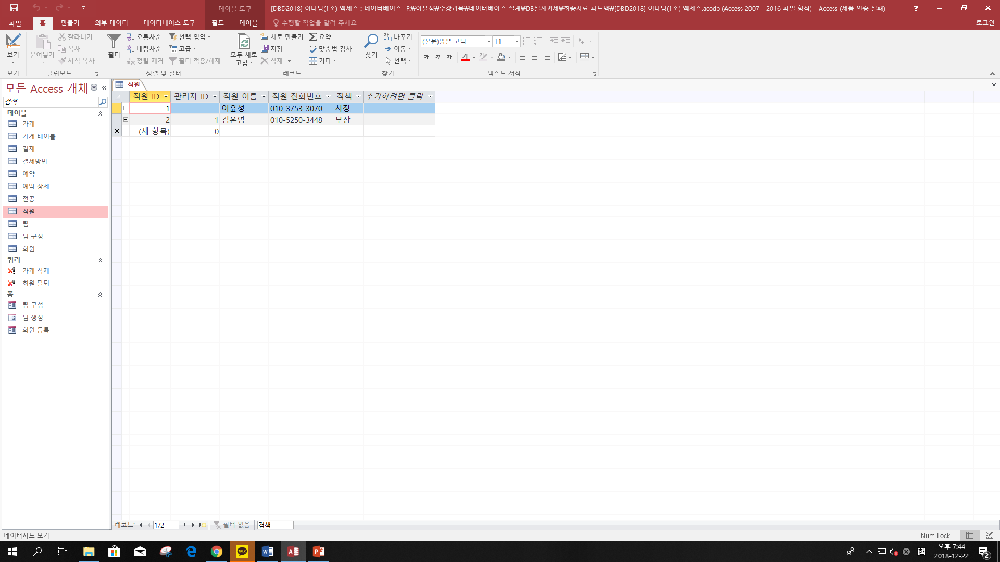 테이블 도구
[DBD2018] 이나팅(1조) 액세스 : 데이터베이스- F:₩이윤성₩수강과목₩데이터베이스 설계₩DB설계과제₩최종자료 피드백₩[DBD2018] 이나팅(1조) 액세스.accdb (Access 2007 - 2016 파일 형식) - Access (제품 인증 실패)
파일 홈 만들기 외부 데이터 데이터베이스 도구 필드 테이블 수행할 작업을 알려 주세요. 로그인
보기 붙여넣기 잘라내기 복사 서식 복사
필터 오름차순 내림차순 정렬 제거 선택 영역 고급 필터 적용/해제
모두 새로 고침 새로 만들기 저장 삭제 요약 맞춤법 검사 기타
찾기 바꾸기 이동 선택
(본문)맑은 고딕 11
가 가 가 가
보기 클립보드 정렬 및 필터 레코드 찾기 텍스트 서식
모든 Access 개체
검색...
테이블
가게
가게 테이블
결제
결제방법
예약
예약 상세
전공
직원
팀
팀 구성
회원
쿼리
가게 삭제
회원 탈퇴
폼
팀 구성
팀 생성
회원 등록
직원
직원_ID 관리자_ID 직원_이름 직원_전화번호 직책 추가하려면 클릭
1 이윤성 010-3753-3070 사장
2 1 김은영 010-5250-3448 부장
(새 항목) 0
레코드: 1/2 필터 없음 검색
데이터시트 보기 Num Lock
TALK
한
오후 7:44
2018-12-22
2